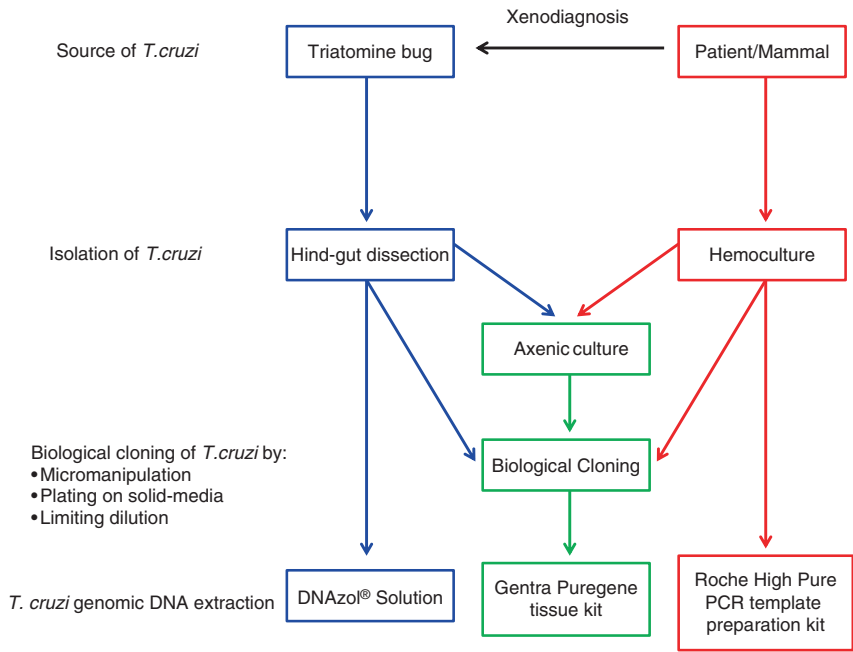 Xenodiagnosis
Source of T.cruzi
Triatomine bug
Patient/Mammal
Isolation of T.cruzi
Hind-gut dissection
Hemoculture
Axenic culture
Biological cloning of T.cruzi by:
•Micromanipulation
•Plating on solid-media
•Limiting dilution
Biological Cloning
T. cruzi genomic DNA extraction
DNAzol® Solution
Gentra Puregene
tissue kit
Roche High Pure
PCR template
preparation kit